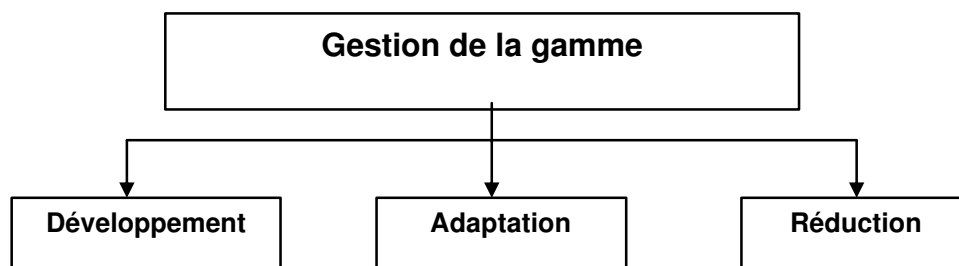 Gestion de la gamme
Développement
Adaptation
Réduction